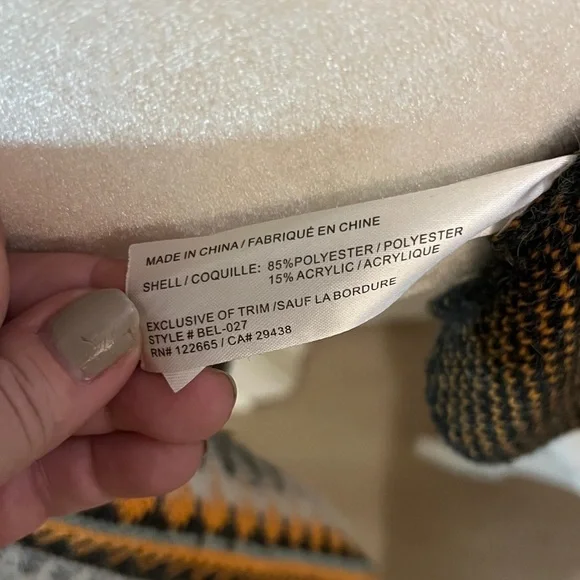 MADE IN CHINA / FABRIQUÉ EN CHINE
SHELL / COQUILLE: 85%POLYESTER / POLYESTER
15% ACRYLIC / ACRYLIQUE
EXCLUSIVE OF TRIM /SAUF LA BORDURE
STYLE # BEL-027
RN# 122665 / CA# 29438